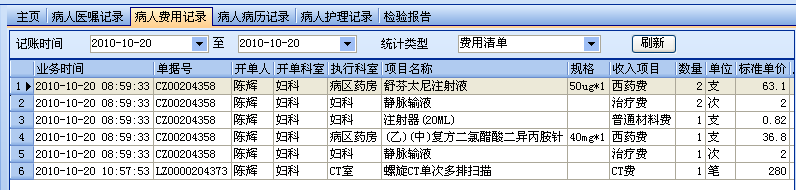 主页 病人医嘱记录 病人费用记录 病人病历记录 病人护理记录 检验报告
记账时间 2010-10-20 至 2010-10-20 统计类型 费用清单 刷新
业务时间 单据号 开单人 开单科室 执行科室 项目名称 规格 收入项目 数量 单位 标准单价
1 2010-10-20 08:59:33 CZ00204358 陈辉 妇科 病区药房 舒芬太尼注射液 50ug*1 西药费 2 支 63.1
2 2010-10-20 08:59:33 CZ00204358 陈辉 妇科 妇科 静脉输液 治疗费 2 次 2
3 2010-10-20 08:59:33 CZ00204358 陈辉 妇科 妇科 注射器(20ML) 普通材料费 1 支 0.82
4 2010-10-20 08:59:33 CZ00204358 陈辉 妇科 病区药房 (乙)(中)复方二氯醋酸二异丙胺针 40mg*1 西药费 1 支 36.8
5 2010-10-20 08:59:33 CZ00204358 陈辉 妇科 妇科 静脉输液 治疗费 1 次 2
6 2010-10-20 10:57:53 LZ0000204373 陈辉 妇科 CT室 螺旋CT单次多排扫描 CT费 1 笔 280